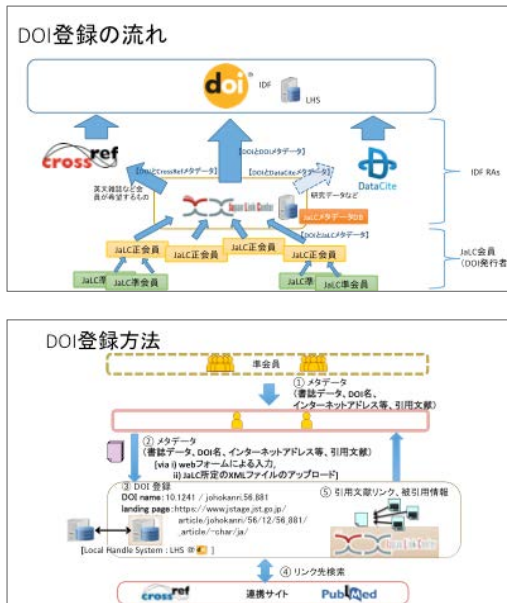 DOI登録の流れ
doi
IDF
LHS
cross ref
【DOIとDOIメタデータ】
【DOIとCrossRefメタデータ】
【DOIとDataCiteメタデータ】
DataCite
IDF RAs
英文雑誌など会
員が希望するもの
研究データなど
Japan Link Center
JaLCメタデータDB
【DOIとJaLCメタデータ】
JaLC正会員
JaLC正会員
JaLC正会員
JaLC正会員
JaLC会員
(DOI発行者
JaLC準
JaLC準会員
JaLC準
JaLC準会員
DOI登録方法
準会員
① メタデータ
(書誌データ、DOI名、
インターネットアドレス等、引用文献)
② メタデータ
(書誌データ、DOI名、インターネットアドレス等、引用文献)
[via i) webフォームによる入力,
ii) JaLC所定のXMLファイルのアップロード]
③ DOI 登録
DOI name: 10.1241 / johokanri.56.881
landing page: https://www.jstage.jst.go.jp/
article/johokanri/56/12/56_881/
_article/-char/ja/
[Local Handle System : LHS @ ]
⑤ 引用文献リンク、被引用情報
Japan Link Center
④ リンク先検索
cross ref
連携サイト
PubMed